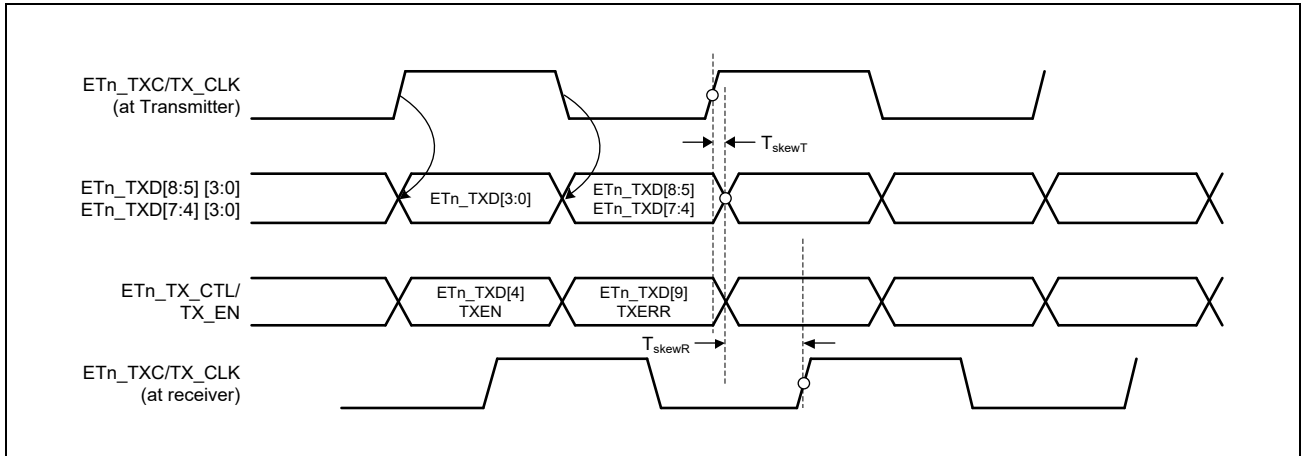 ETn_TXC/TX_CLK
(at Transmitter)
TskewT
ETn_TXD[8:5] [3:0]
ETn_TXD[7:4] [3:0]
ETn_TXD[3:0]
ETn_TXD[8:5]
ETn_TXD[7:4]
ETn_TX_CTL/
TX_EN
ETn_TXD[4]
TXEN
ETn_TXD[9]
TXERR
TskewR
ETn_TXC/TX_CLK
(at receiver)